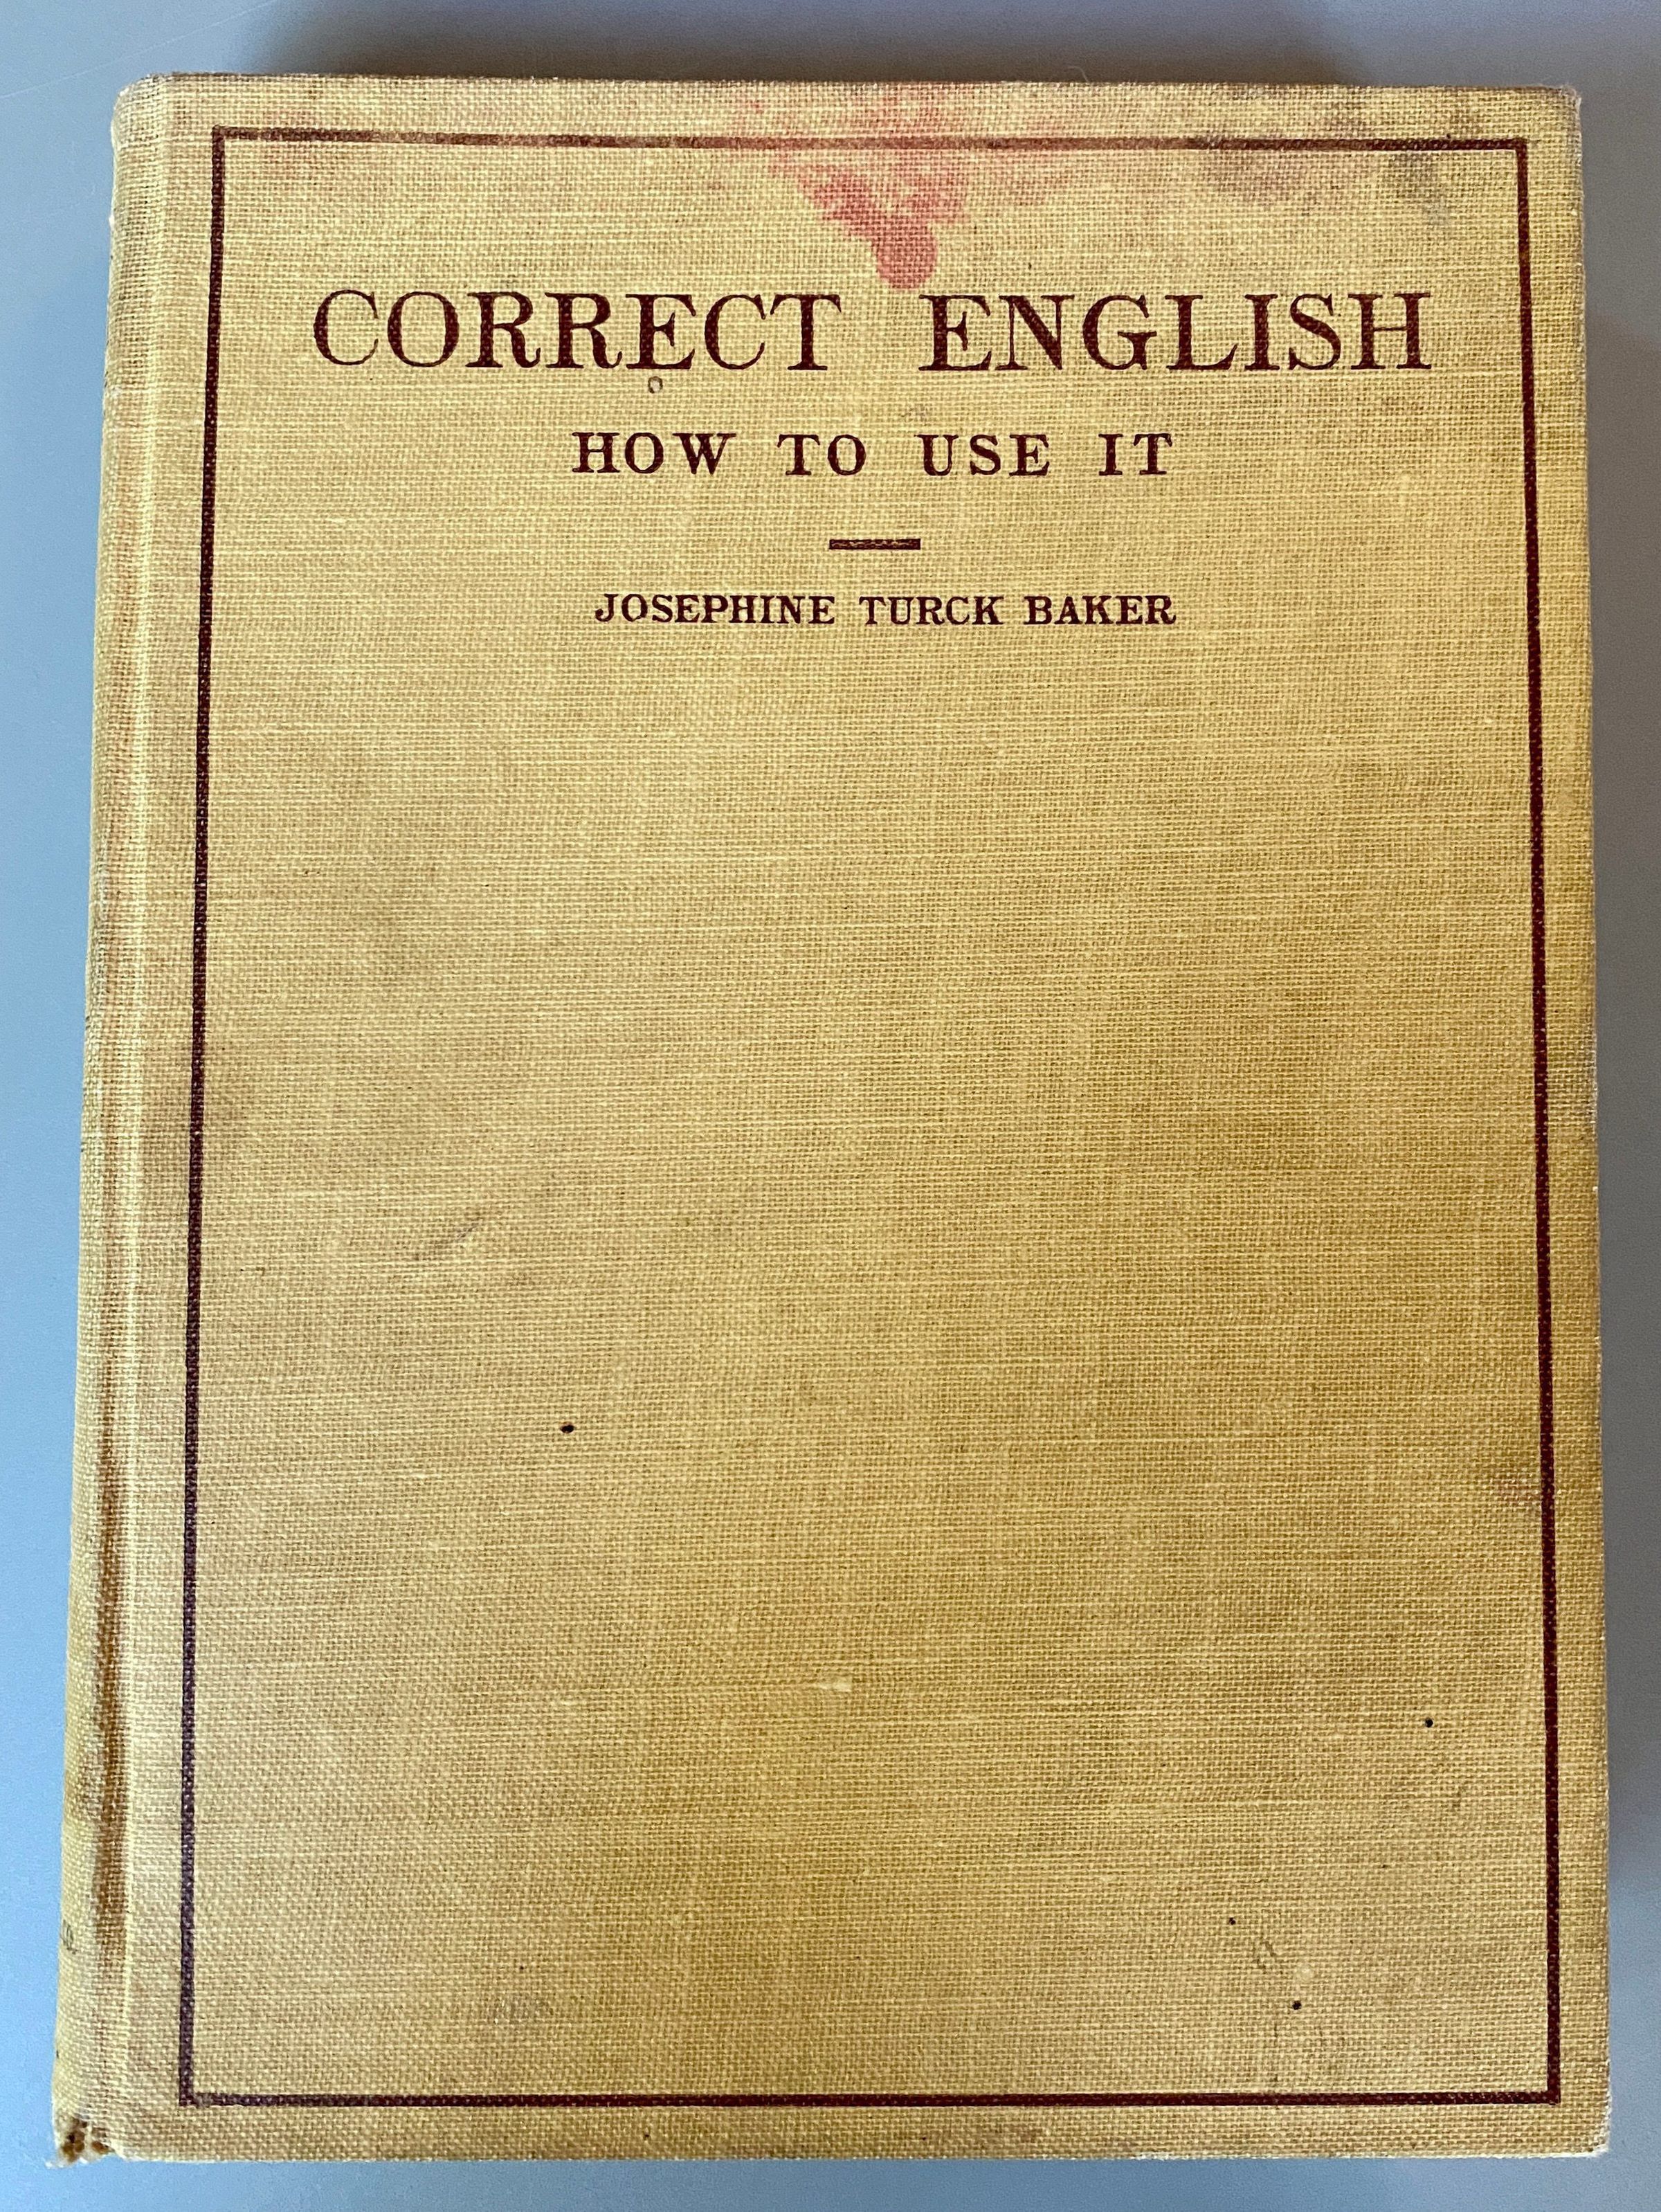 CORRECT ENGLISH
HOW TO USE IT
JOSEPHINE TURCK BAKER